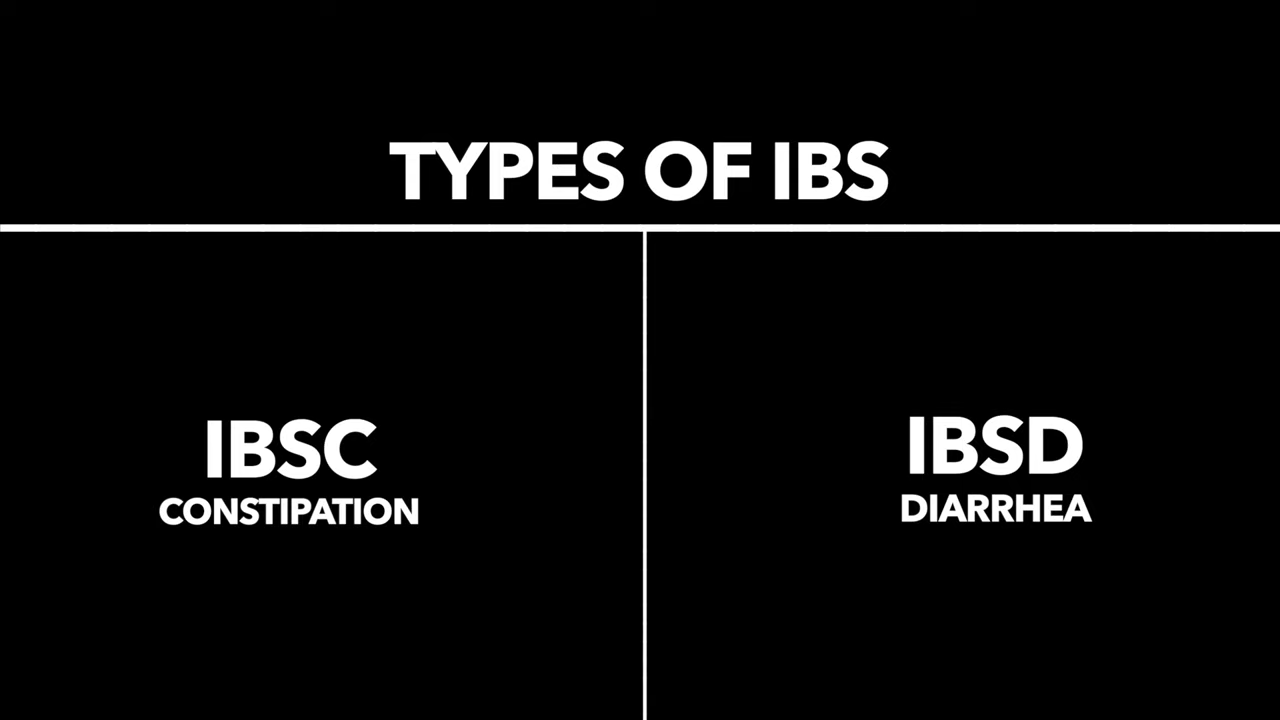 TYPES OF IBS
IBSC
CONSTIPATION
IBSD
DIARRHEA